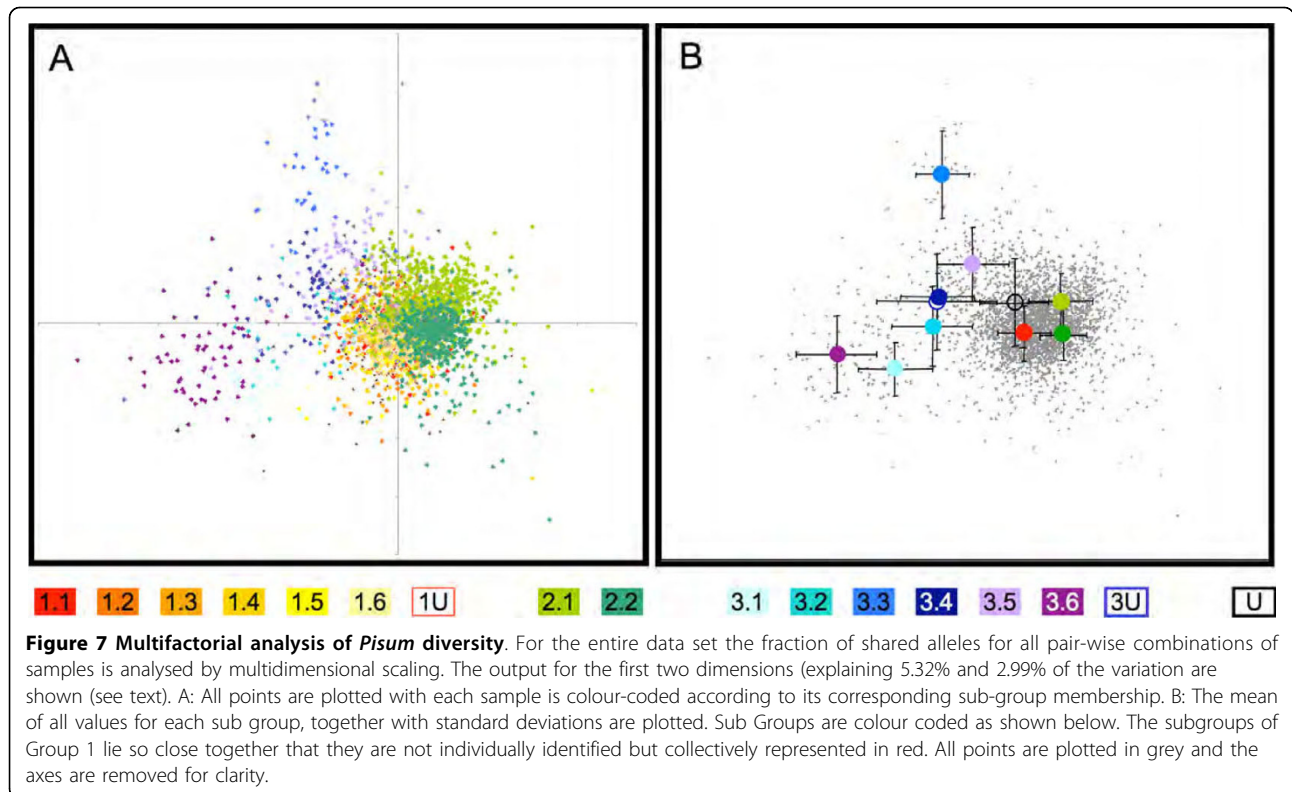 A B
1.1 1.2 1.3 1.4 1.5 1.6 1U 2.1 2.2 3.1 3.2 3.3 3.4 3.5 3.6 3U U
Figure 7 Multifactorial analysis of Pisum diversity. For the entire data set the fraction of shared alleles for all pair-wise combinations of
samples is analysed by multidimensional scaling. The output for the first two dimensions (explaining 5.32% and 2.99% of the variation are
shown (see text). A: All points are plotted with each sample is colour-coded according to its corresponding sub-group membership. B: The mean
of all values for each sub group, together with standard deviations are plotted. Sub Groups are colour coded as shown below. The subgroups of
Group 1 lie so close together that they are not individually identified but collectively represented in red. All points are plotted in grey and the
axes are removed for clarity.